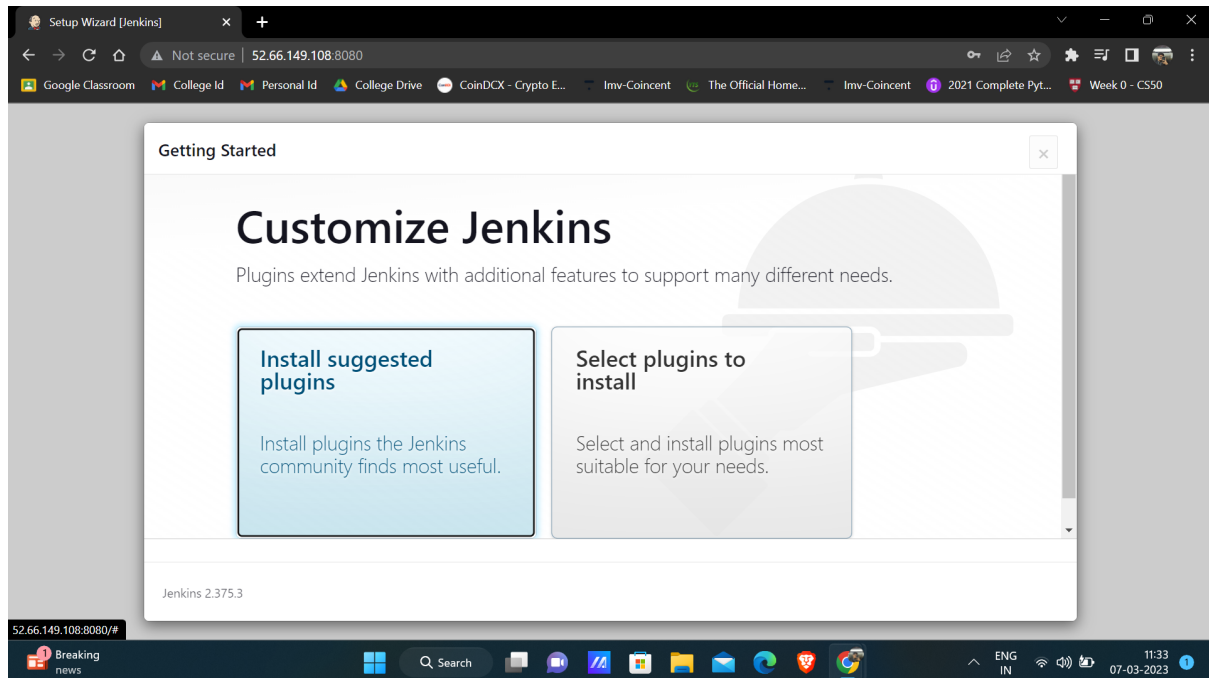 Setup Wizard [Jenkins]
Not secure | 52.66.149.108:8080
Google Classroom College Id Personal Id College Drive CoinDCX - Crypto E... Imv-Coincent The Official Home... Imv-Coincent 2021 Complete Pyt... Week 0 - CS50
Getting Started
Customize Jenkins
Plugins extend Jenkins with additional features to support many different needs.
Install suggested
plugins
Install plugins the Jenkins
community finds most useful.
Select plugins to
install
Select and install plugins most
suitable for your needs.
Jenkins 2.375.3
52.66.149.108:8080/#
1
Breaking
news
Search
ENG
IN
11:33
07-03-2023
1